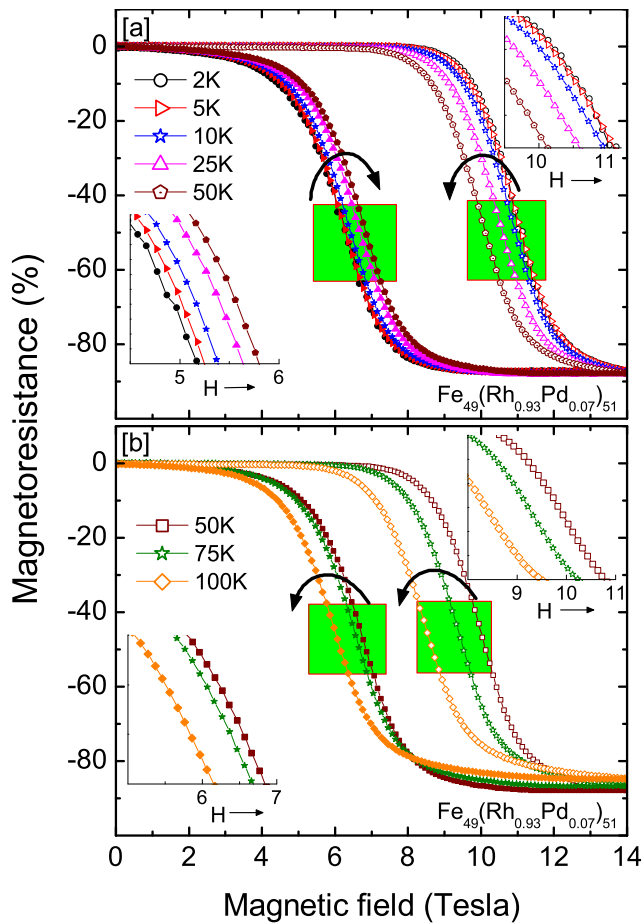 [a]
0
-20
-40
-60
-80
2K
5K
10K
25K
50K
10 11
H
5 6
H
Fe49(Rh0.93Pd0.07)51
[b]
0
-20
-40
-60
-80
50K
75K
100K
9 10 11
H
6 7
H
Fe49(Rh0.93Pd0.07)51
0 2 4 6 8 10 12 14
Magnetic field (Tesla)
Magnetoresistance (%)